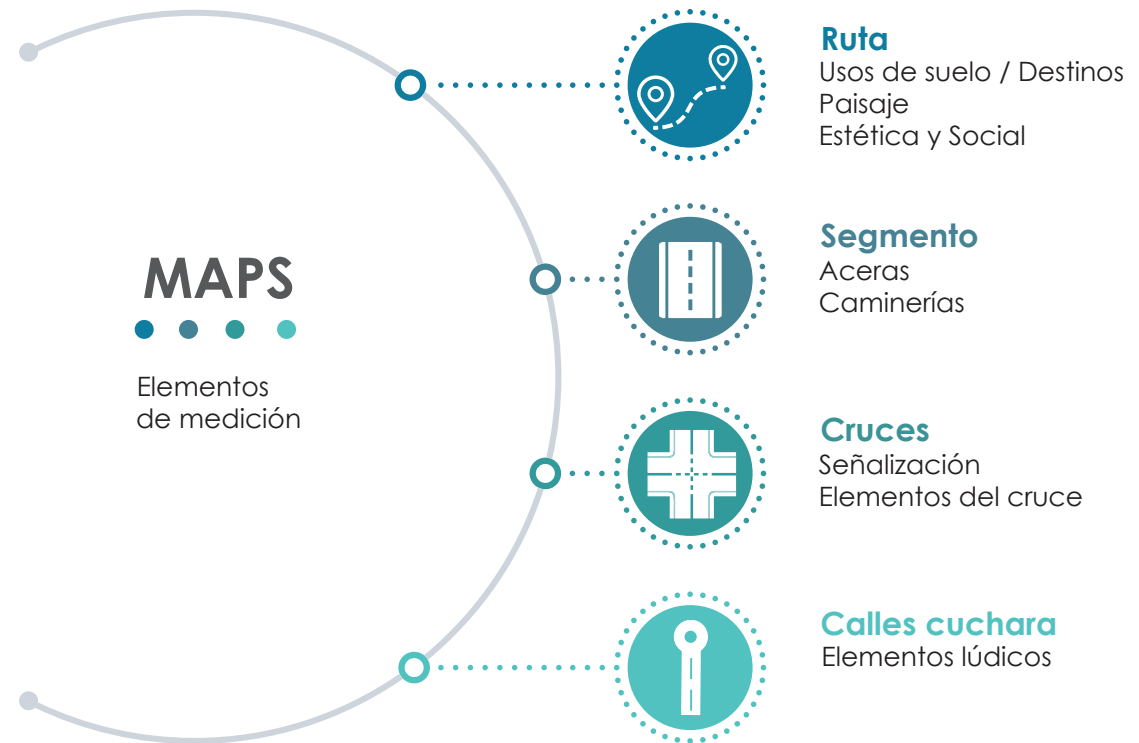 MAPS
Elementos
de medición
Ruta
Usos de suelo / Destinos
Paisaje
Estética y Social
Segmento
Aceras
Caminerías
Cruces
Señalización
Elementos del cruce
Calles cuchara
Elementos lúdicos